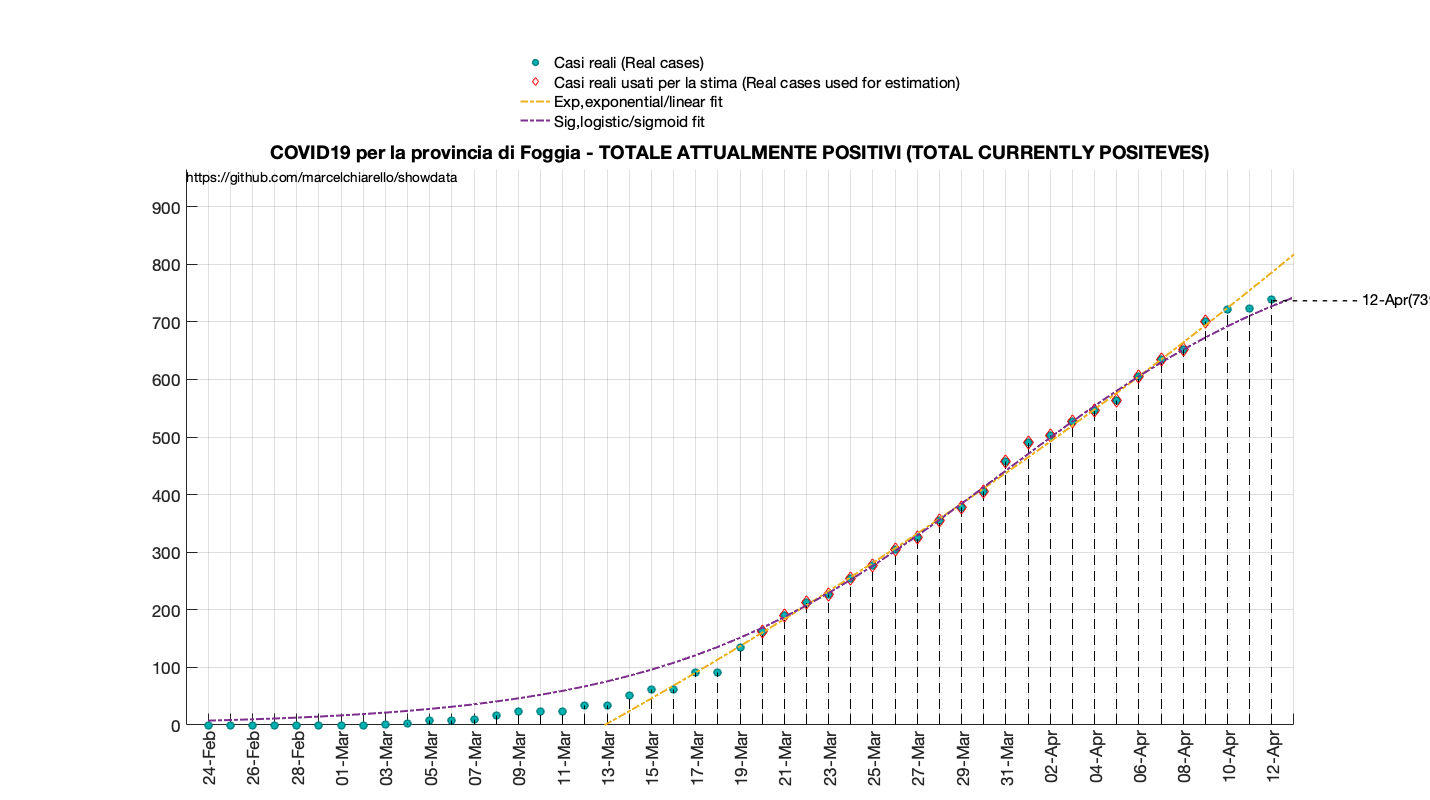 Casi reali (Real cases)
Casi reali usati per la stima (Real cases used for estimation)
Exp,exponential/linear fit
Sig,logistic/sigmoid fit
COVID19 per la provincia di Foggia - TOTALE ATTUALMENTE POSITIVI (TOTAL CURRENTLY POSITEVES)
https://github.com/marcelchiarello/showdata
900
800
700
600
500
400
300
200
100
0
12-Apr(739
24-Feb
26-Feb
28-Feb
01-Mar
03-Mar
05-Mar
07-Mar
09-Mar
11-Mar
13-Mar
15-Mar
17-Mar
19-Mar
21-Mar
23-Mar
25-Mar
27-Mar
29-Mar
31-Mar
02-Apr
04-Apr
06-Apr
08-Apr
10-Apr
12-Apr